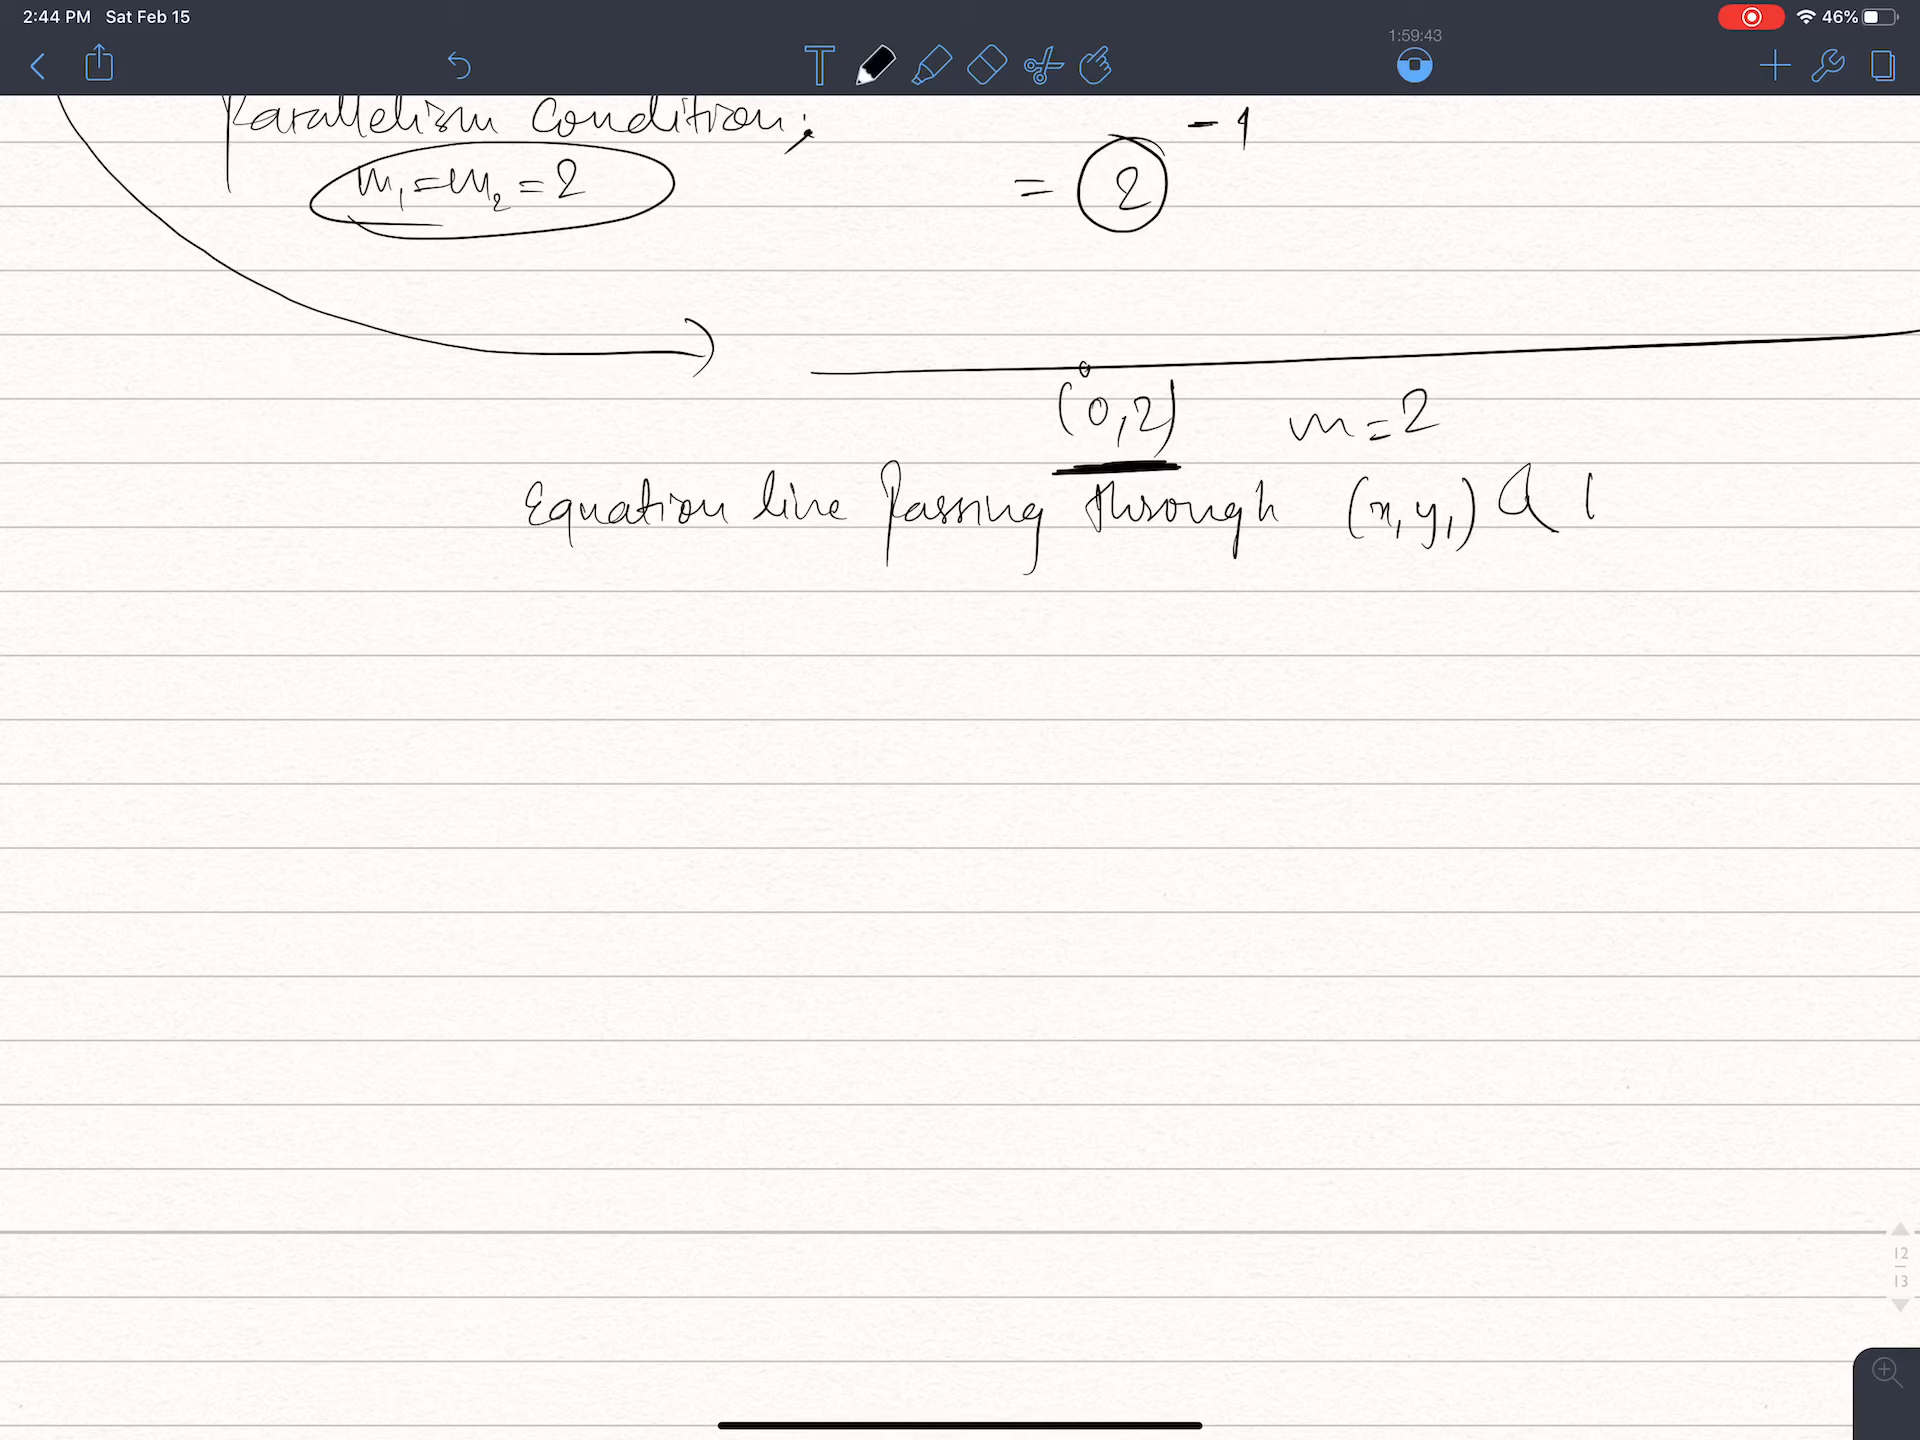 2:44 PM Sat Feb 15
46%
1:59:43
Parallelism Condition;
- 1
m₁ = m₂ = 2
= 2
(0,2) m = 2
Equation line Passing through (x₁ y₁)
12
13